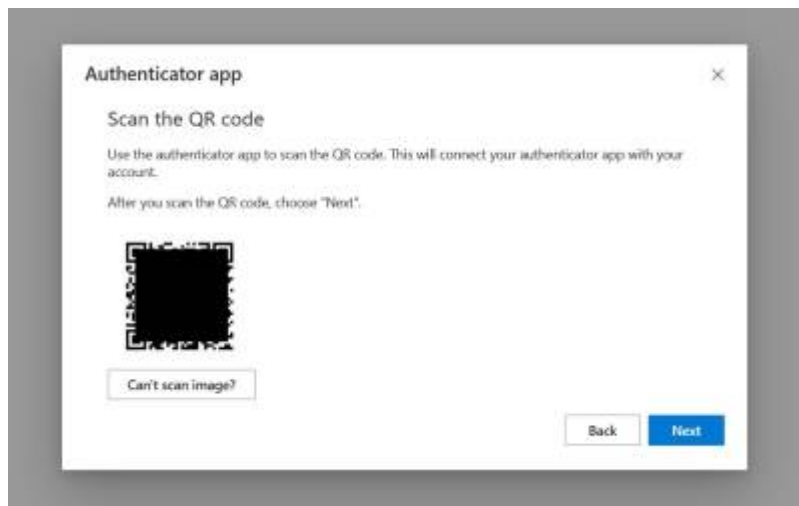 Authenticator app
Scan the QR code
Use the authenticator app to scan the QR code. This will connect your authenticator app with your
account.
After you scan the QR code, choose "Next".
Can't scan image?
Back
Next